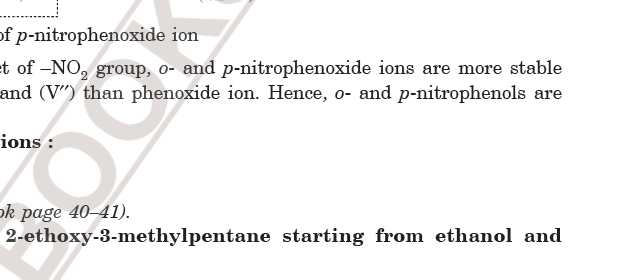 of p-nitrophenoxide ion
ct of –NO₂ group, o- and p-nitrophenoxide ions are more stable
and (V″) than phenoxide ion. Hence, o- and p-nitrophenols are
ions :
ok page 40–41).
2-ethoxy-3-methylpentane starting from ethanol and